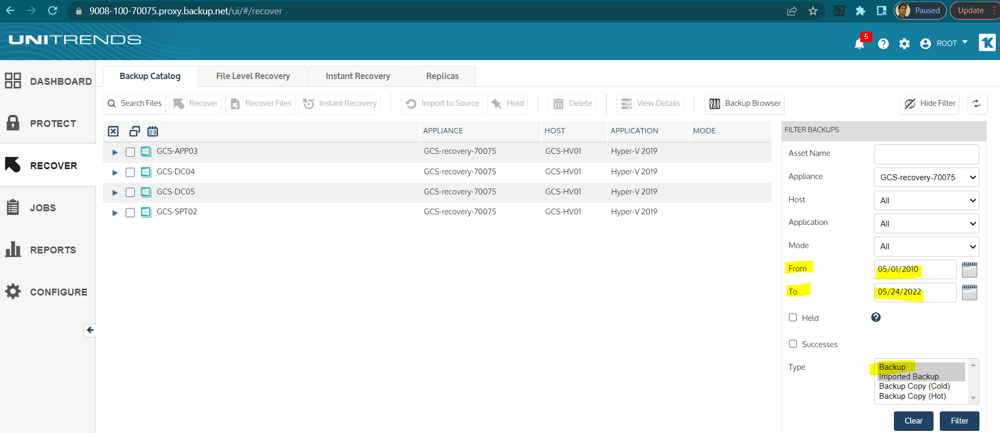 9008-100-70075.proxy.backup.net/ui/#/recover
Paused
Update
UNITRENDS
5
ROOT
DASHBOARD
PROTECT
RECOVER
JOBS
REPORTS
CONFIGURE
Backup Catalog
File Level Recovery
Instant Recovery
Replicas
Search Files
Recover
Recover Files
Instant Recovery
Import to Source
Hold
Delete
View Details
Backup Browser
Hide Filter
29
APPLIANCE
HOST
APPLICATION
MODE
GCS-APP03 GCS-recovery-70075 GCS-HV01 Hyper-V 2019
GCS-DC04 GCS-recovery-70075 GCS-HV01 Hyper-V 2019
GCS-DC05 GCS-recovery-70075 GCS-HV01 Hyper-V 2019
GCS-SPT02 GCS-recovery-70075 GCS-HV01 Hyper-V 2019
FILTER BACKUPS
Asset Name
Appliance GCS-recovery-70075
Host All
Application All
Mode All
From 05/01/2010
To 05/24/2022
Held
Successes
Type
Backup
Imported Backup
Backup Copy (Cold)
Backup Copy (Hot)
Clear
Filter